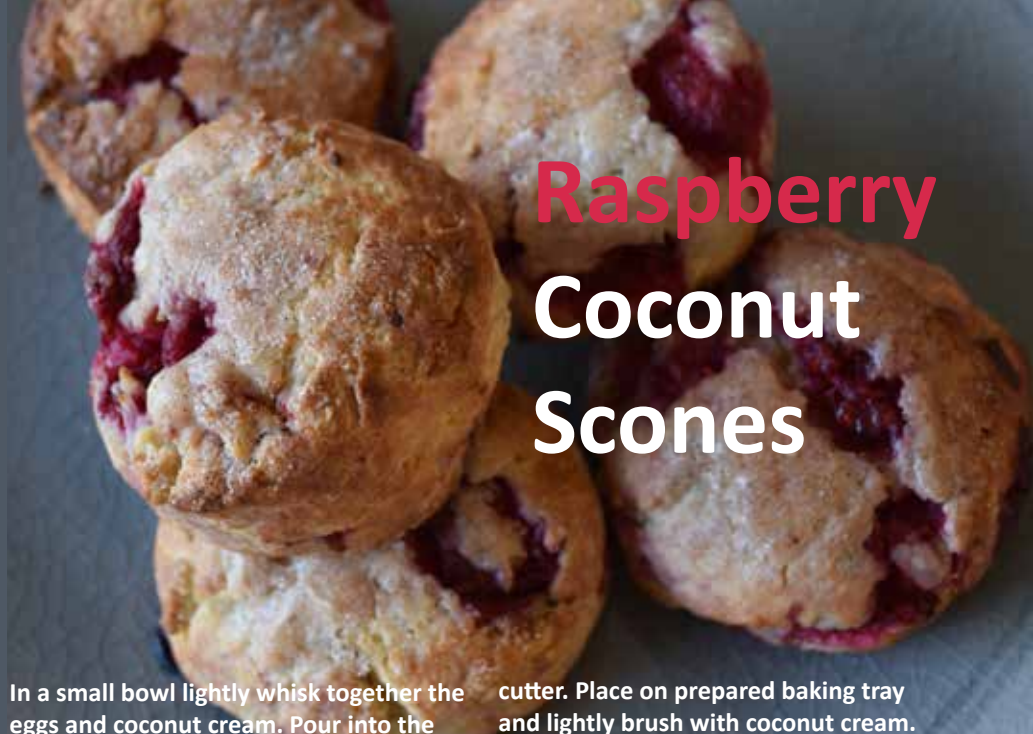 Raspberry
Coconut
Scones
In a small bowl lightly whisk together the
eggs and coconut cream. Pour into the
cutter. Place on prepared baking tray
and lightly brush with coconut cream.